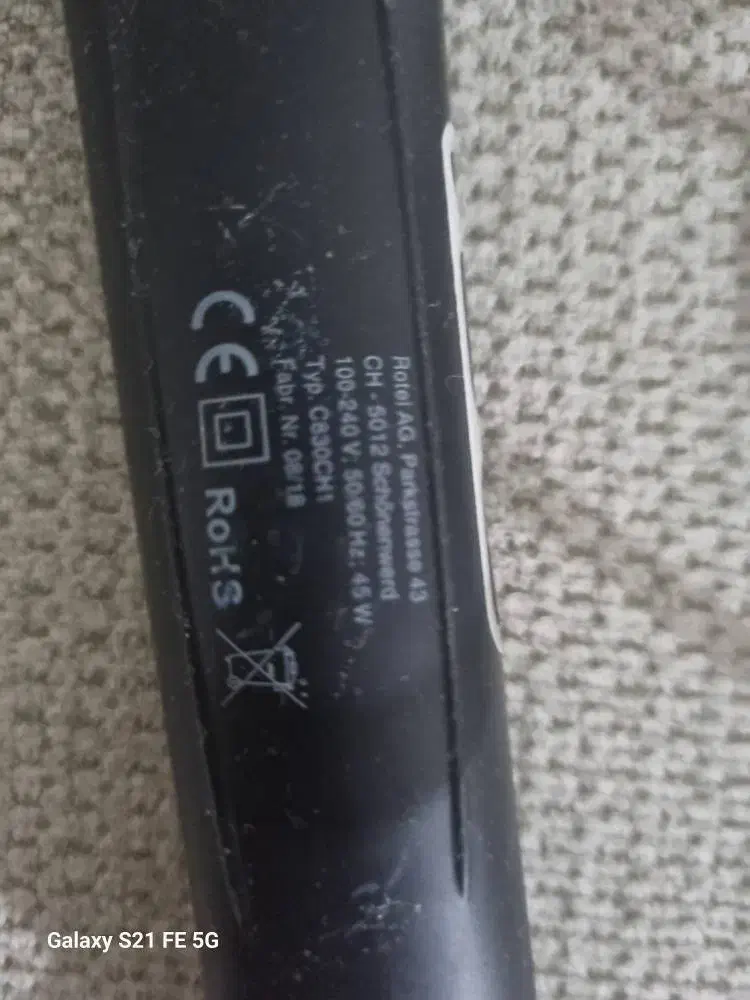 Rotel AG, Parkstrasse 43
CH - 5012 Schönenwerd
100-240 V; 50/60 Hz; 45 W
Typ. C830CH1
Fabr. Nr. 08/18
CE
RoHS
Galaxy S21 FE 5G